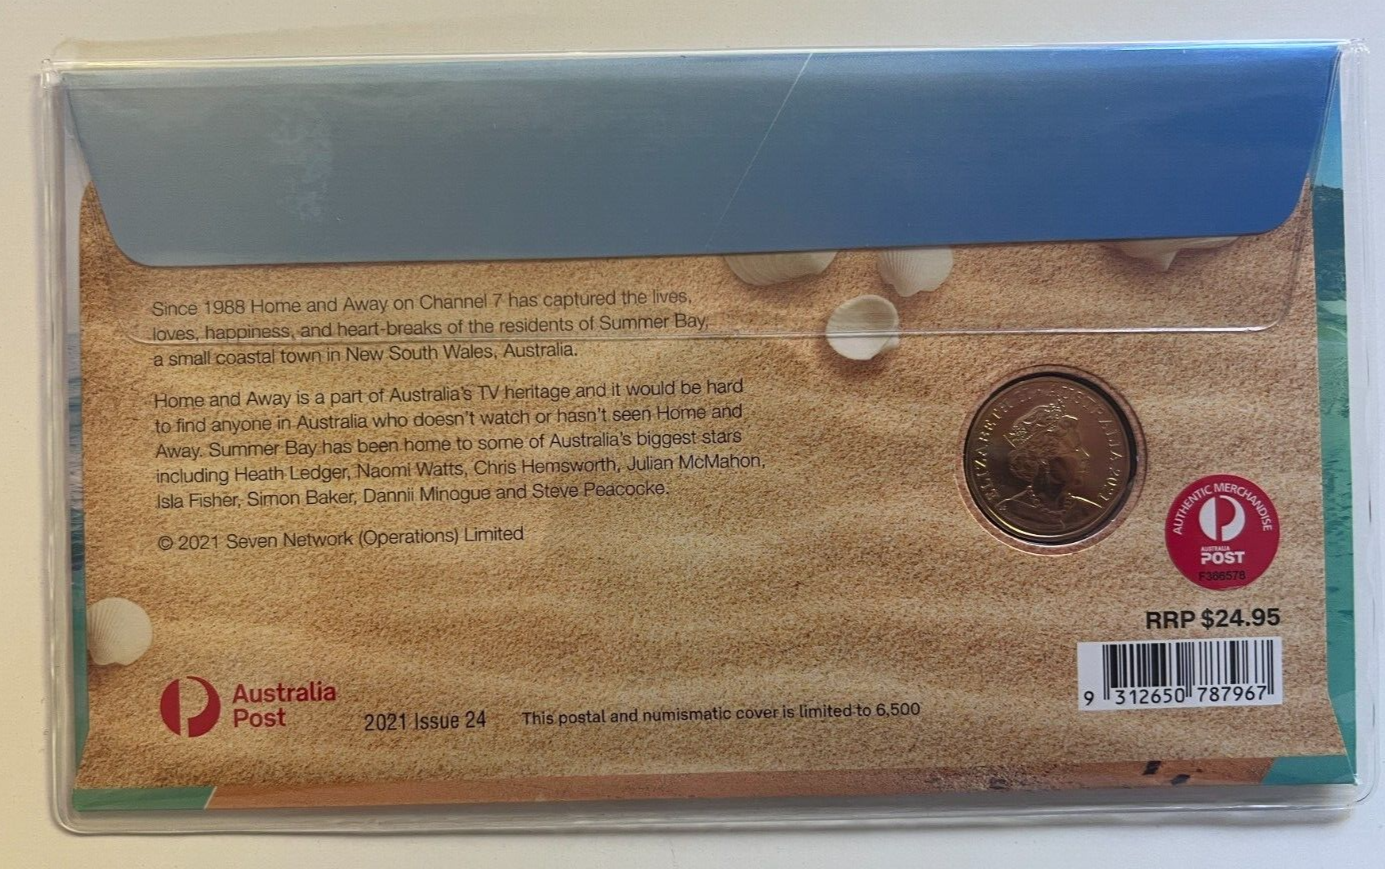 Since 1988 Home and Away on Channel 7 has captured the lives,
loves, happiness, and heart-breaks of the residents of Summer Bay,
a small coastal town in New South Wales, Australia.
Home and Away is a part of Australia's TV heritage and it would be hard
to find anyone in Australia who doesn't watch or hasn't seen Home and
Away. Summer Bay has been home to some of Australia's biggest stars
including Heath Ledger, Naomi Watts, Chris Hemsworth, Julian McMahon,
Isla Fisher, Simon Baker, Dannii Minogue and Steve Peacocke.
© 2021 Seven Network (Operations) Limited
ELIZABETH II AUSTRALIA 2021
AUTHENTIC MERCHANDISE
AUSTRALIA
POST
F366578
RRP $24.95
9 312650 787967
Australia
Post
2021 Issue 24
This postal and numismatic cover is limited to 6,500